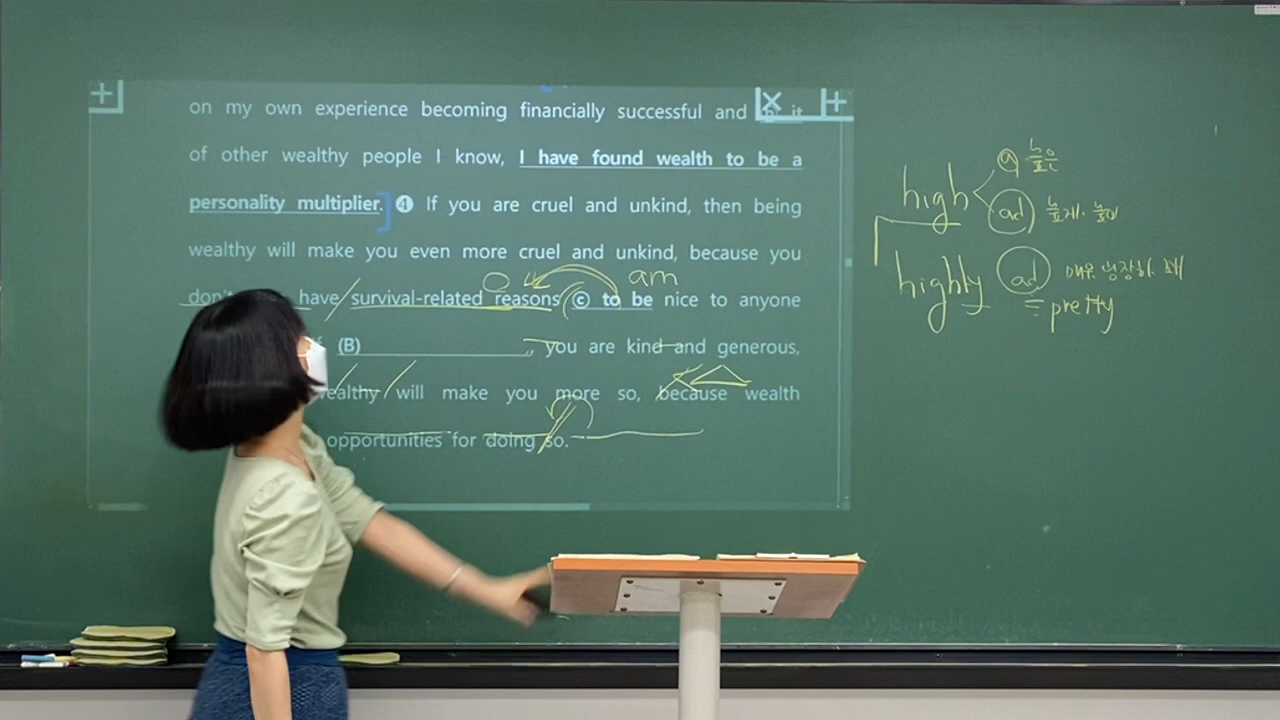 on my own experience becoming financially successful and in it
of other wealthy people I know, I have found wealth to be a
personality multiplier. ❹ If you are cruel and unkind, then being
wealthy will make you even more cruel and unkind, because you
don't have survival-related reasons ⓒ to be nice to anyone
(B) , you are kind and generous,
will make you more so, because wealth
opportunities for doing so.
am
high
ⓐ 높은
ad 높게, 높이
highly ad 매우, 굉장히, 꽤
= pretty